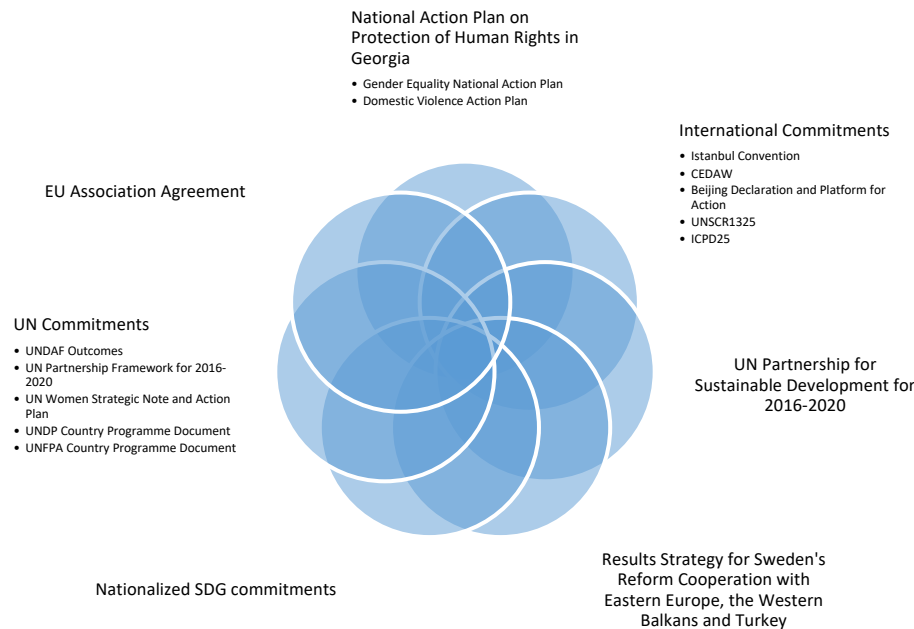 National Action Plan on
Protection of Human Rights in
Georgia
• Gender Equality National Action Plan
• Domestic Violence Action Plan
International Commitments
• Istanbul Convention
• CEDAW
• Beijing Declaration and Platform for
Action
• UNSCR1325
• ICPD25
EU Association Agreement
UN Commitments
• UNDAF Outcomes
• UN Partnership Framework for 2016-
2020
• UN Women Strategic Note and Action
Plan
• UNDP Country Programme Document
• UNFPA Country Programme Document
UN Partnership for
Sustainable Development for
2016-2020
Nationalized SDG commitments
Results Strategy for Sweden's
Reform Cooperation with
Eastern Europe, the Western
Balkans and Turkey